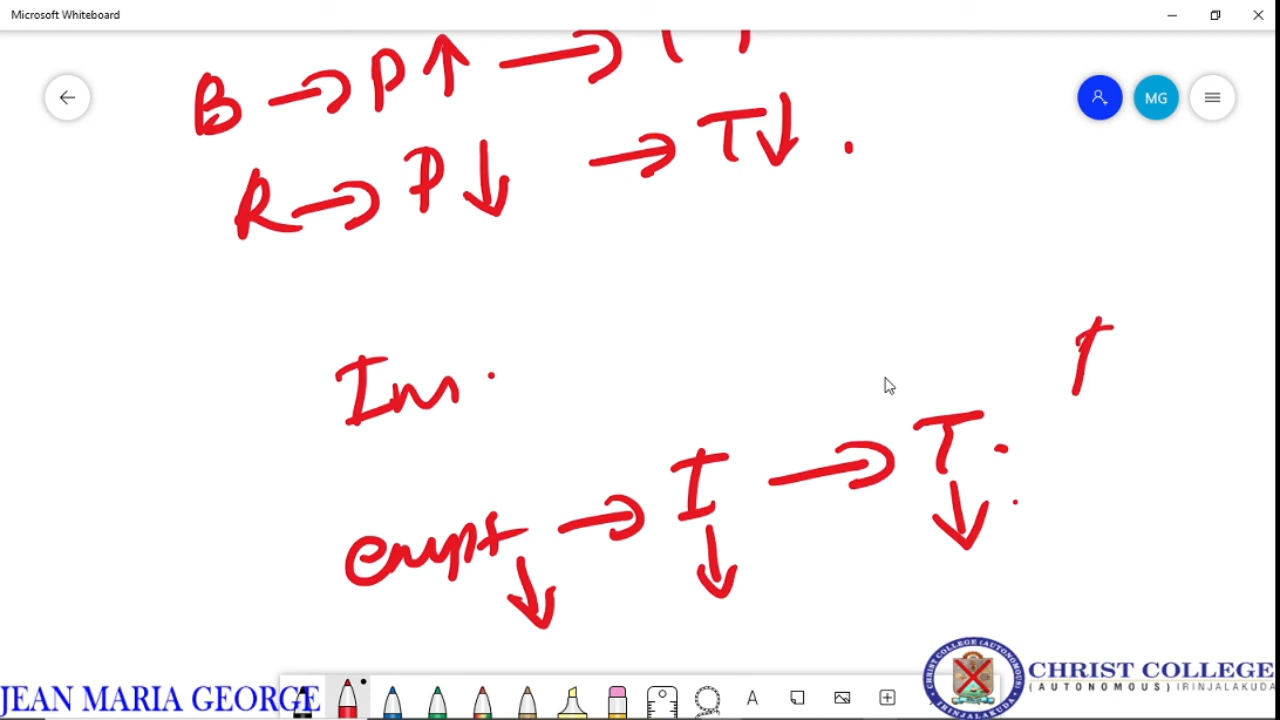 Microsoft Whiteboard
B → P ↑ → T ↑
R → P ↓ → T ↓ .
MG
Im .
I
empt ↓ → I ↓ → T ↓ .
A
JEAN MARIA GEORGE
CHRIST COLLEGE
(AUTONOMOUS) IRINJALAKUDA